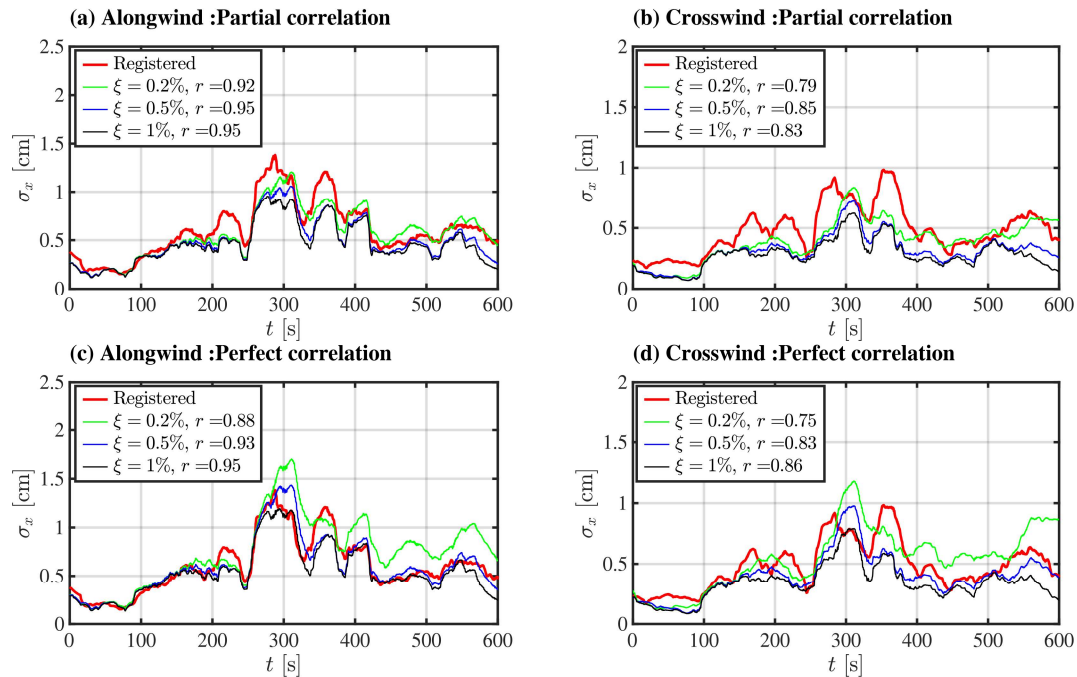 (a) Alongwind :Partial correlation
2.5
2
1.5
1
0.5
0
σx [cm]
Registered
ξ = 0.2%, r =0.92
ξ = 0.5%, r =0.95
ξ = 1%, r =0.95
0 100 200 300 400 500 600
t [s]
(b) Crosswind :Partial correlation
2
1.5
1
0.5
0
σx [cm]
Registered
ξ = 0.2%, r =0.79
ξ = 0.5%, r =0.85
ξ = 1%, r =0.83
0 100 200 300 400 500 600
t [s]
(c) Alongwind :Perfect correlation
2.5
2
1.5
1
0.5
0
σx [cm]
Registered
ξ = 0.2%, r =0.88
ξ = 0.5%, r =0.93
ξ = 1%, r =0.95
0 100 200 300 400 500 600
t [s]
(d) Crosswind :Perfect correlation
2
1.5
1
0.5
0
σx [cm]
Registered
ξ = 0.2%, r =0.75
ξ = 0.5%, r =0.83
ξ = 1%, r =0.86
0 100 200 300 400 500 600
t [s]